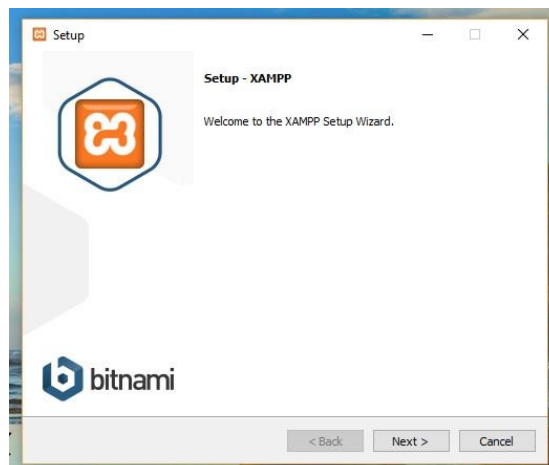 Setup
Setup - XAMPP
Welcome to the XAMPP Setup Wizard.
bitnami
< Back Next > Cancel